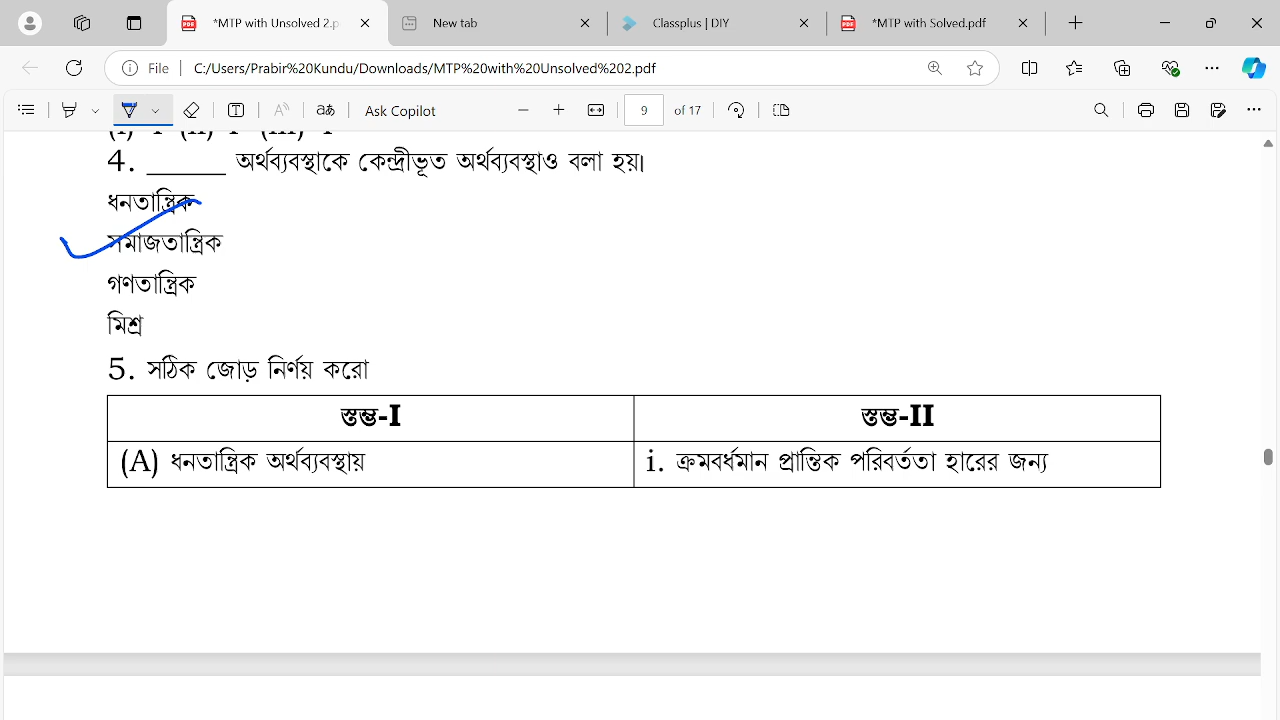 *MTP with Unsolved 2.p
New tab
Classplus | DIY
*MTP with Solved.pdf
File
C:/Users/Prabir%20Kundu/Downloads/MTP%20with%20Unsolved%202.pdf
Ask Copilot
9 of 17
4. ______ অর্থব্যবস্থাকে কেন্দ্রীভূত অর্থব্যবস্থাও বলা হয়।
ধনতান্ত্রিক
সমাজতান্ত্রিক
গণতান্ত্রিক
মিশ্র
5. সঠিক জোড় নির্ণয় করো
স্তম্ভ-I স্তম্ভ-II
(A) ধনতান্ত্রিক অর্থব্যবস্থায় i. ক্রমবর্ধমান প্রান্তিক পরিবর্ততা হারের জন্য